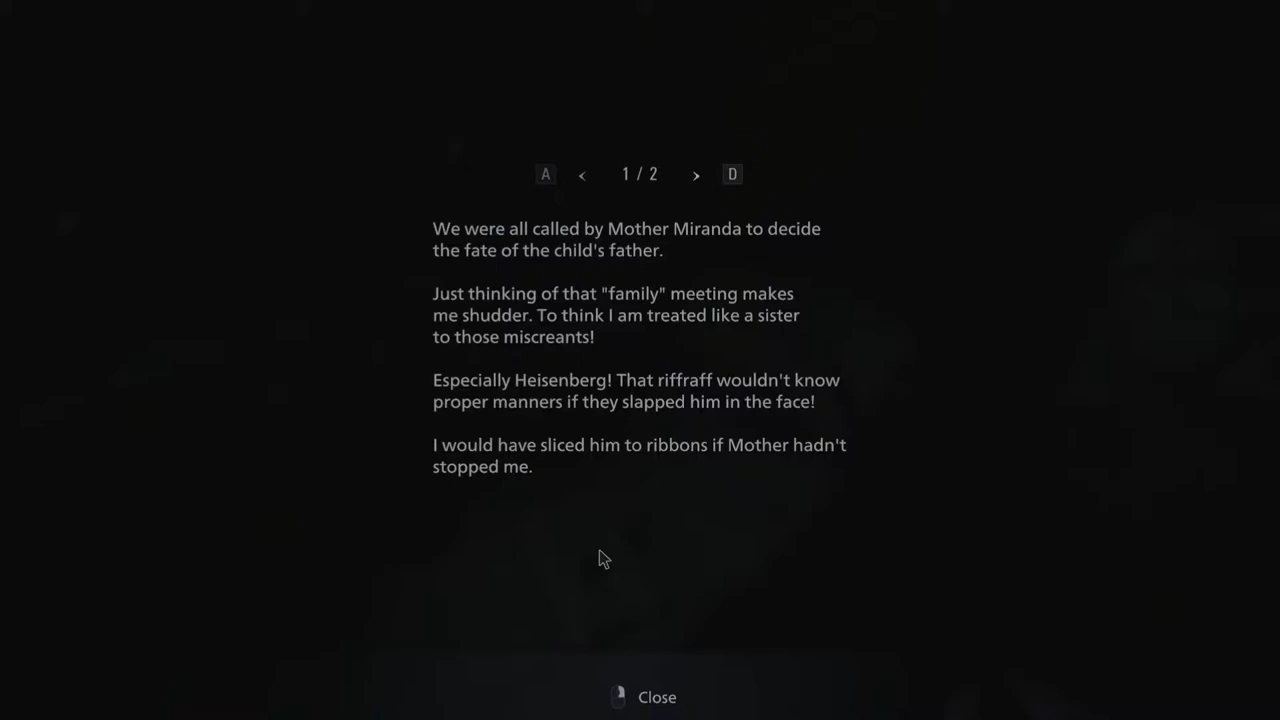 A < 1 / 2 > D
We were all called by Mother Miranda to decide
the fate of the child's father.
Just thinking of that "family" meeting makes
me shudder. To think I am treated like a sister
to those miscreants!
Especially Heisenberg! That riffraff wouldn't know
proper manners if they slapped him in the face!
I would have sliced him to ribbons if Mother hadn't
stopped me.
Close